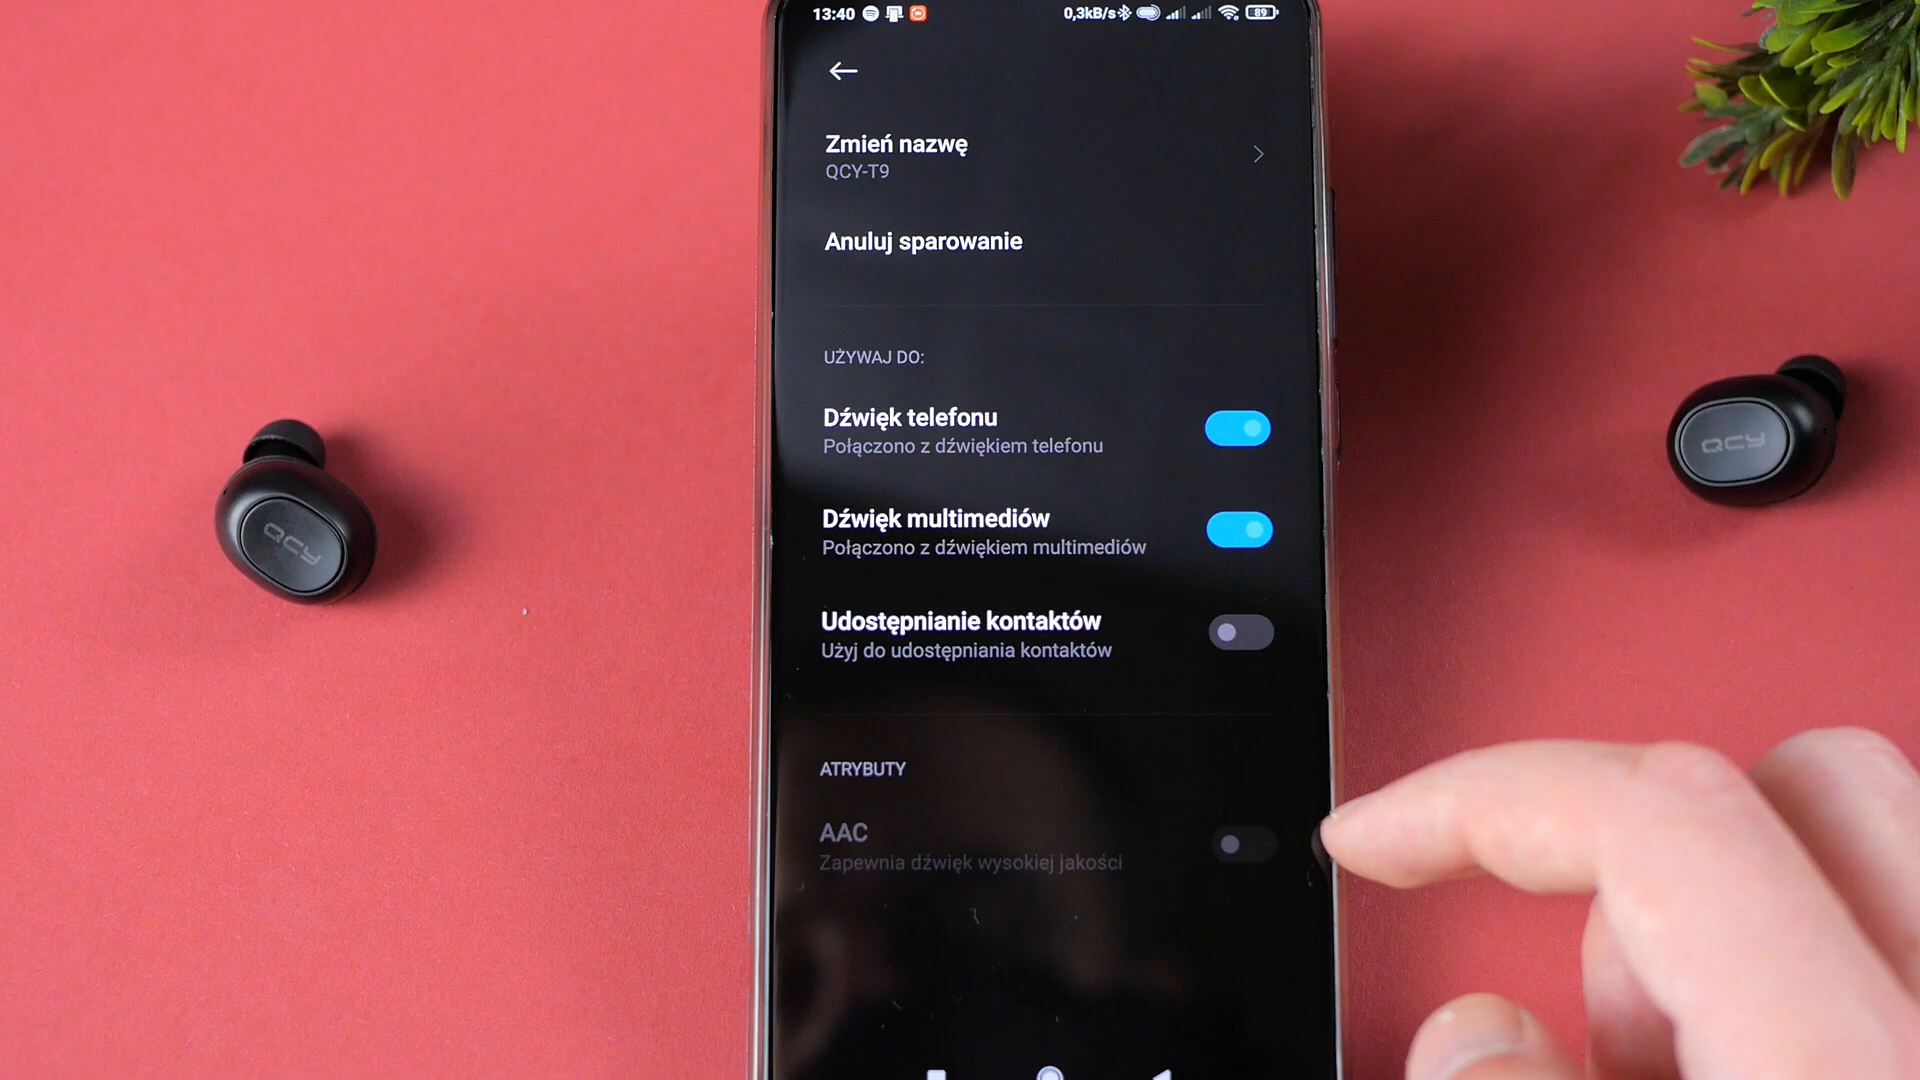 13:40 0,3kB/s 89
Zmień nazwę
QCY-T9
Anuluj sparowanie
UŻYWAJ DO:
Dźwięk telefonu
Połączono z dźwiękiem telefonu
Dźwięk multimediów
Połączono z dźwiękiem multimediów
Udostępnianie kontaktów
Użyj do udostępniania kontaktów
ATRYBUTY
AAC
Zapewnia dźwięk wysokiej jakości
QCY
QCY